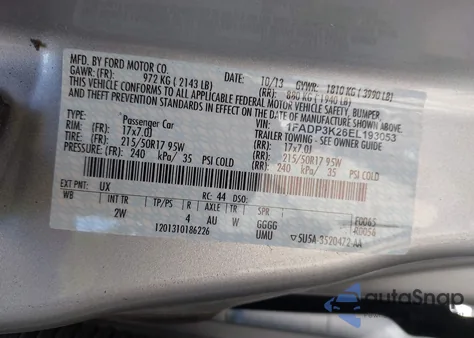 MFD. BY FORD MOTOR CO.
DATE: 10/13 GVWR: 1810 KG (3990 LB)
GAWR: (FR) 972 KG (2143 LB) (RR) 880 KG (1940 LB)
THIS VEHICLE CONFORMS TO ALL APPLICABLE FEDERAL MOTOR VEHICLE SAFETY, BUMPER,
AND THEFT PREVENTION STANDARDS IN EFFECT ON THE DATE OF MANUFACTURE SHOWN ABOVE.
VIN: 1FADP3K26EL193053
TYPE: Passenger Car TRAILER TOWING - SEE OWNER GUIDE
RIM: (FR) 17x7.0J (RR) 17x7.0J
TIRE: (FR) 215/50R17 95W (RR) 215/50R17 95W
PRESSURE: (FR) 240 kPa/ 35 PSI COLD (RR) 240 kPa/ 35 PSI COLD
EXT PNT: UX RC: 44 DSO:
WB INT TR TP/PS R AXLE TR SPR
2W 4 AU W GGGG F0085
UMU R0056
1201310186226 5U5A-3520472 AA
autoSnap